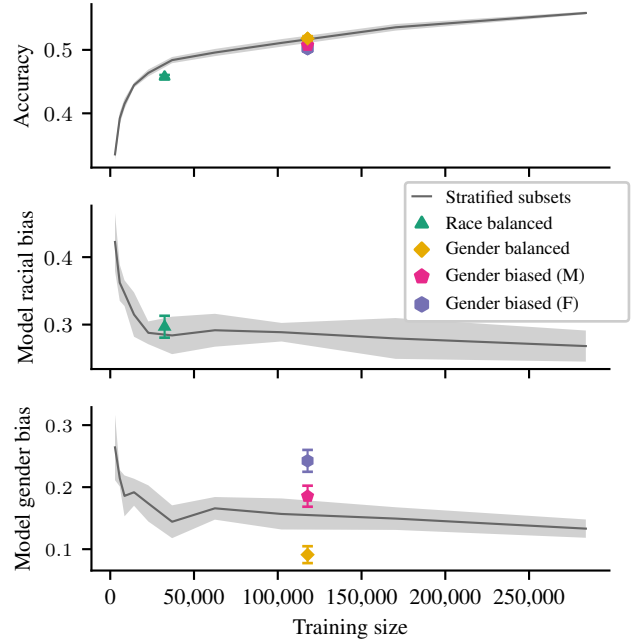 0.5
0.4
Accuracy
Stratified subsets
Race balanced
Gender balanced
Gender biased (M)
Gender biased (F)
0.4
0.3
Model racial bias
0.3
0.2
0.1
Model gender bias
0 50,000 100,000 150,000 200,000 250,000
Training size